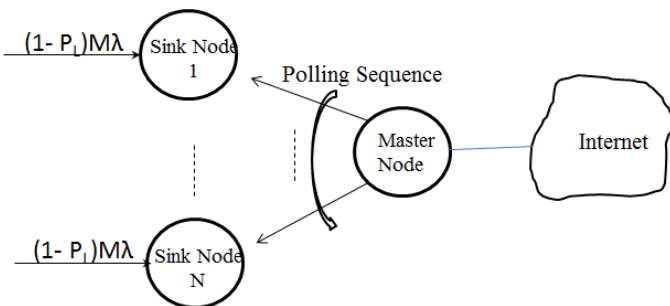 (1- P_L)Mλ
Sink Node
1
Polling Sequence
Master
Node
Internet
(1- P_L)Mλ
Sink Node
N